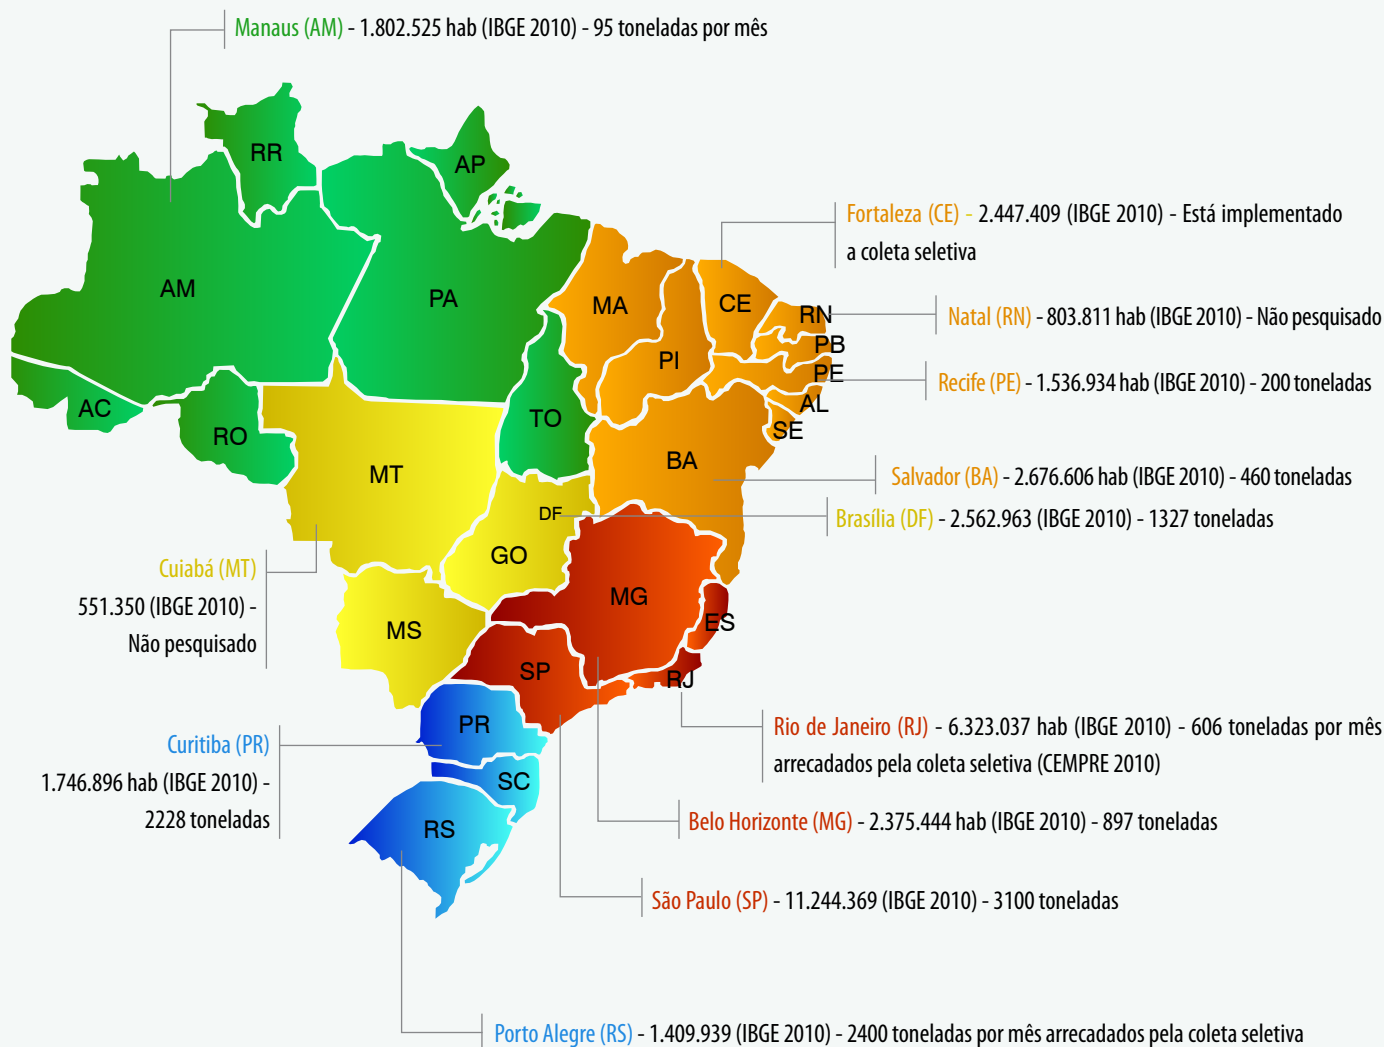 Manaus (AM) - 1.802.525 hab (IBGE 2010) - 95 toneladas por mês
RR
AP
Fortaleza (CE) - 2.447.409 (IBGE 2010) - Está implementado
a coleta seletiva
AM
PA
MA
CE
RN
Natal (RN) - 803.811 hab (IBGE 2010) - Não pesquisado
PB
PI
PE
Recife (PE) - 1.536.934 hab (IBGE 2010) - 200 toneladas
AC
AL
TO
SE
RO
BA
MT
Salvador (BA) - 2.676.606 hab (IBGE 2010) - 460 toneladas
DF
Brasília (DF) - 2.562.963 (IBGE 2010) - 1327 toneladas
GO
Cuiabá (MT)
551.350 (IBGE 2010) -
Não pesquisado
MG
ES
MS
SP
RJ
PR
Rio de Janeiro (RJ) - 6.323.037 hab (IBGE 2010) - 606 toneladas por mês
arrecadados pela coleta seletiva (CEMPRE 2010)
Curitiba (PR)
1.746.896 hab (IBGE 2010) -
2228 toneladas
SC
RS
Belo Horizonte (MG) - 2.375.444 hab (IBGE 2010) - 897 toneladas
São Paulo (SP) - 11.244.369 (IBGE 2010) - 3100 toneladas
Porto Alegre (RS) - 1.409.939 (IBGE 2010) - 2400 toneladas por mês arrecadados pela coleta seletiva